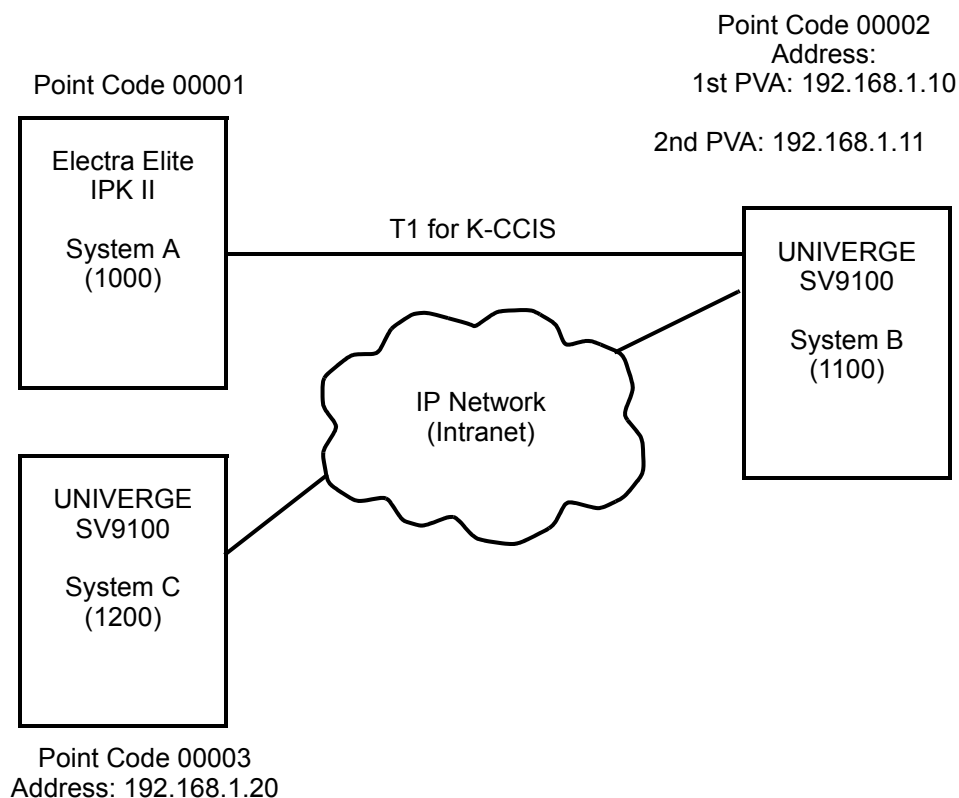 Point Code 00002
Address:
1st PVA: 192.168.1.10
2nd PVA: 192.168.1.11
Point Code 00001
Electra Elite
IPK II
System A
(1000)
T1 for K-CCIS
UNIVERGE
SV9100
System B
(1100)
IP Network
(Intranet)
UNIVERGE
SV9100
System C
(1200)
Point Code 00003
Address: 192.168.1.20